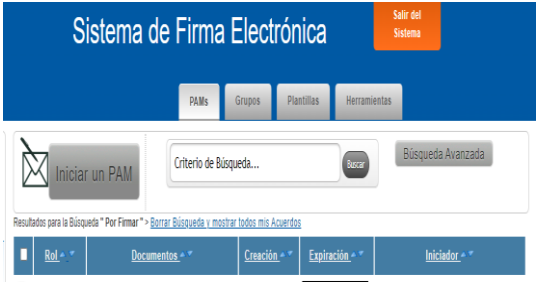 Sistema de Firma Electrónica
Salir del
Sistema
PAMs Grupos Plantillas Herramientas
Iniciar un PAM
Criterio de Búsqueda...
Buscar
Búsqueda Avanzada
Resultados para la Búsqueda " Por Firmar " > Borrar Búsqueda y mostrar todos mis Acuerdos
Rol Documentos Creación Expiración Iniciador